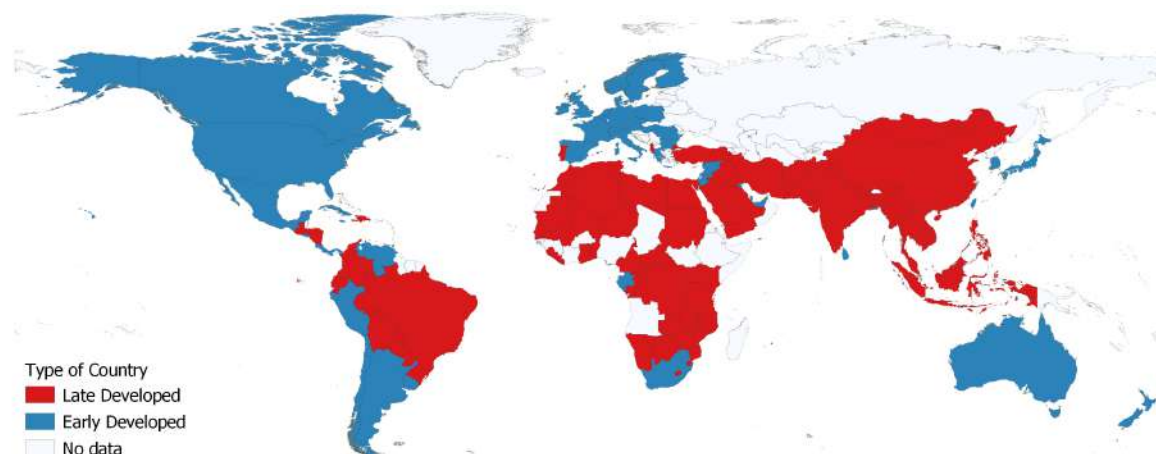 Type of Country
Late Developed
Early Developed
No data